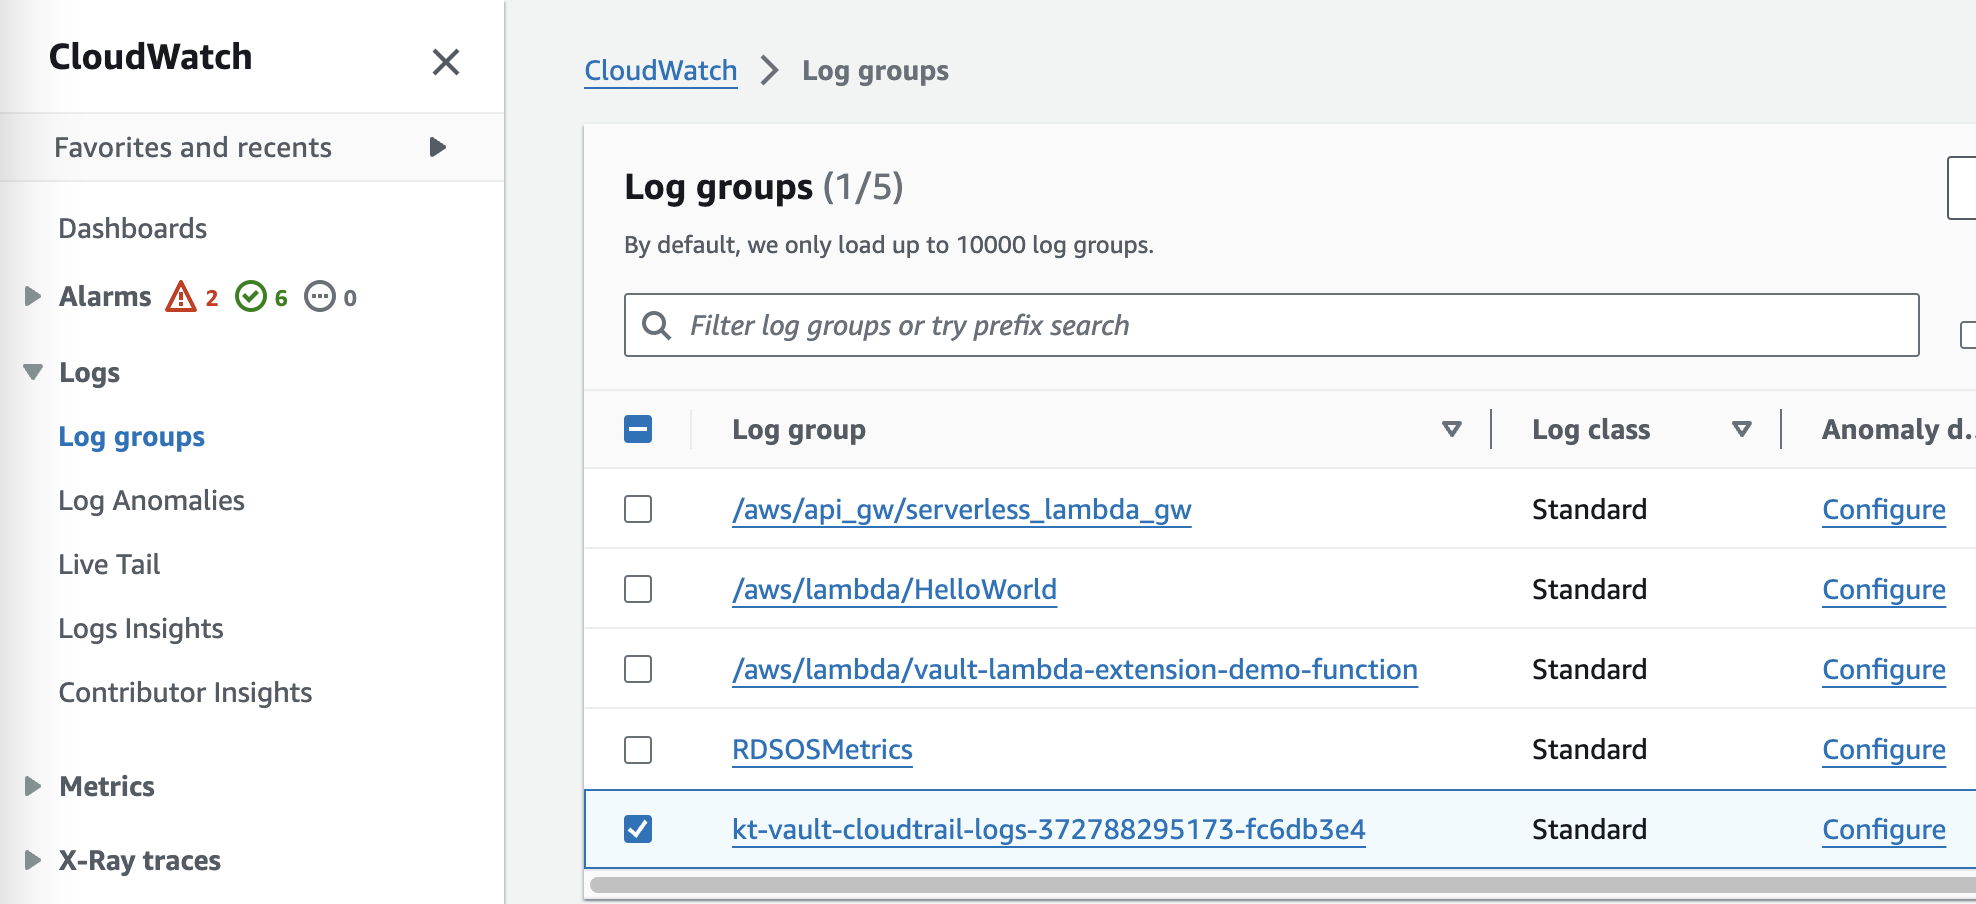 CloudWatch
Favorites and recents
Dashboards
Alarms 2 6 0
Logs
Log groups
Log Anomalies
Live Tail
Logs Insights
Contributor Insights
Metrics
X-Ray traces
CloudWatch > Log groups
Log groups (1/5)
By default, we only load up to 10000 log groups.
Filter log groups or try prefix search
Log group Log class Anomaly d..
/aws/api_gw/serverless_lambda_gw Standard Configure
/aws/lambda/HelloWorld Standard Configure
/aws/lambda/vault-lambda-extension-demo-function Standard Configure
RDSOSMetrics Standard Configure
kt-vault-cloudtrail-logs-372788295173-fc6db3e4 Standard Configure